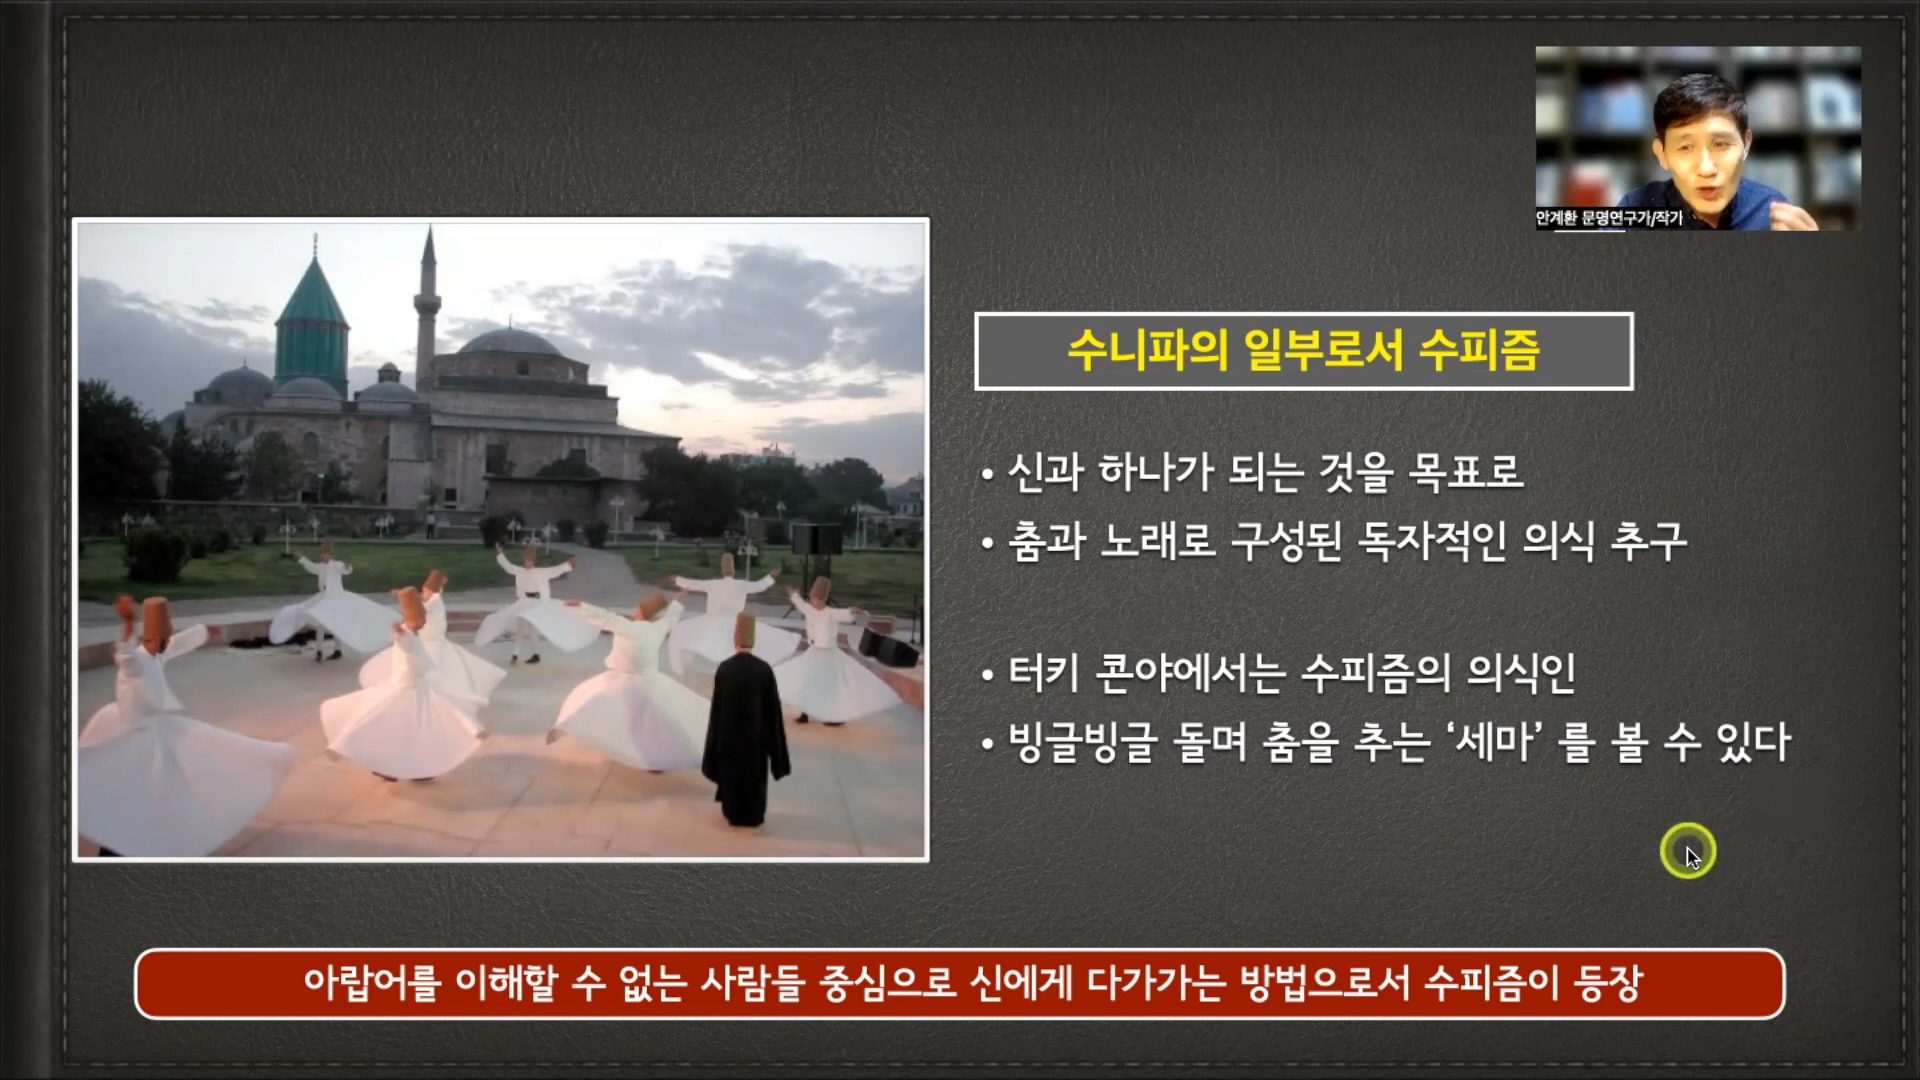 안계환 문명연구가/작가
수니파의 일부로서 수피즘
• 신과 하나가 되는 것을 목표로
• 춤과 노래로 구성된 독자적인 의식 추구
• 터키 콘야에서는 수피즘의 의식인
• 빙글빙글 돌며 춤을 추는 ‘세마’ 를 볼 수 있다
아랍어를 이해할 수 없는 사람들 중심으로 신에게 다가가는 방법으로서 수피즘이 등장